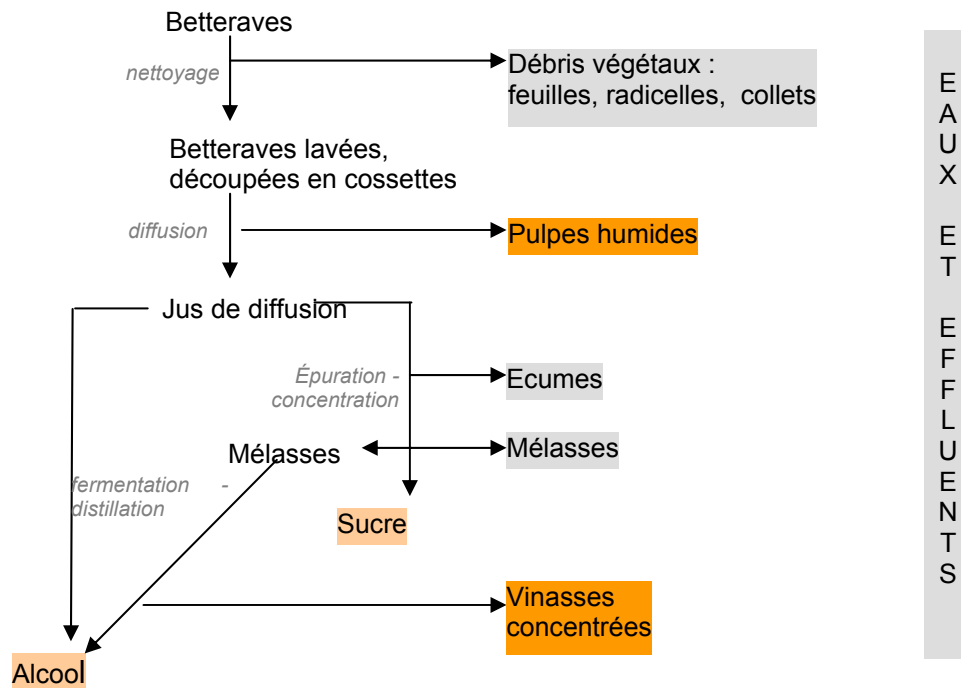 Betteraves
nettoyage
Débris végétaux :
feuilles, radicelles, collets
Betteraves lavées,
découpées en cossettes
diffusion
Pulpes humides
Jus de diffusion
Épuration -
concentration
Ecumes
Mélasses
Mélasses
fermentation -
distillation
Sucre
Vinasses
concentrées
Alcool
EAUX ET EFFLUENTS